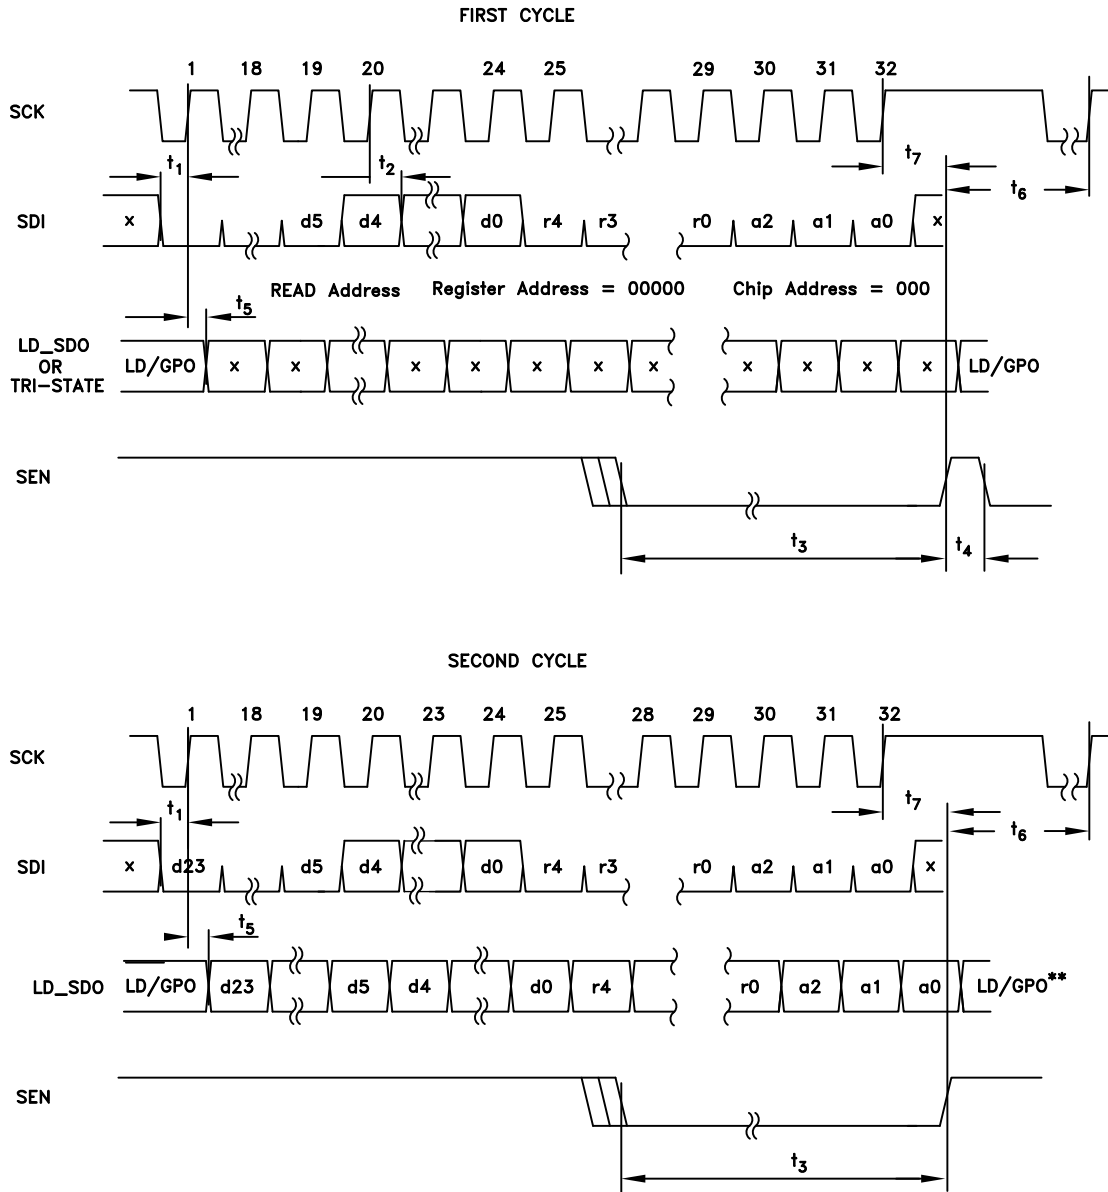 FIRST CYCLE
1 18 19 20 24 25 29 30 31 32
SCK
t1 t2 t7
t6
SDI x d5 d4 d0 r4 r3 r0 a2 a1 a0 x
READ Address Register Address = 00000 Chip Address = 000
t5
LD_SDO
OR
TRI-STATE
LD/GPO x x x x x x x x x x x LD/GPO
SEN
t3 t4
SECOND CYCLE
1 18 19 20 23 24 25 28 29 30 31 32
SCK
t1 t7
t6
SDI x d23 d5 d4 d0 r4 r3 r0 a2 a1 a0 x
t5
LD_SDO LD/GPO d23 d5 d4 d0 r4 r0 a2 a1 a0 LD/GPO**
SEN
t3